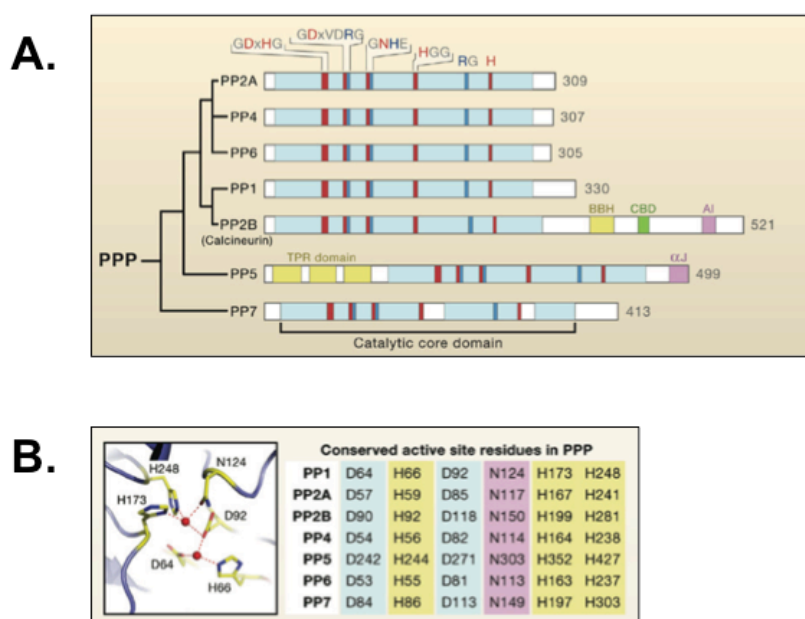 A.
GDxHG GDxVDRG GNHE HGG RG H
PP2A 309
PP4 307
PP6 305
PP1 330
BBH CBD AI
PP2B 521
(Calcineurin)
PPP
TPR domain αJ
PP5 499
PP7 413
Catalytic core domain
B.
Conserved active site residues in PPP
H248 N124
H173
D92
D64
H66
PP1 D64 H66 D92 N124 H173 H248
PP2A D57 H59 D85 N117 H167 H241
PP2B D90 H92 D118 N150 H199 H281
PP4 D54 H56 D82 N114 H164 H238
PP5 D242 H244 D271 N303 H352 H427
PP6 D53 H55 D81 N113 H163 H237
PP7 D84 H86 D113 N149 H197 H303